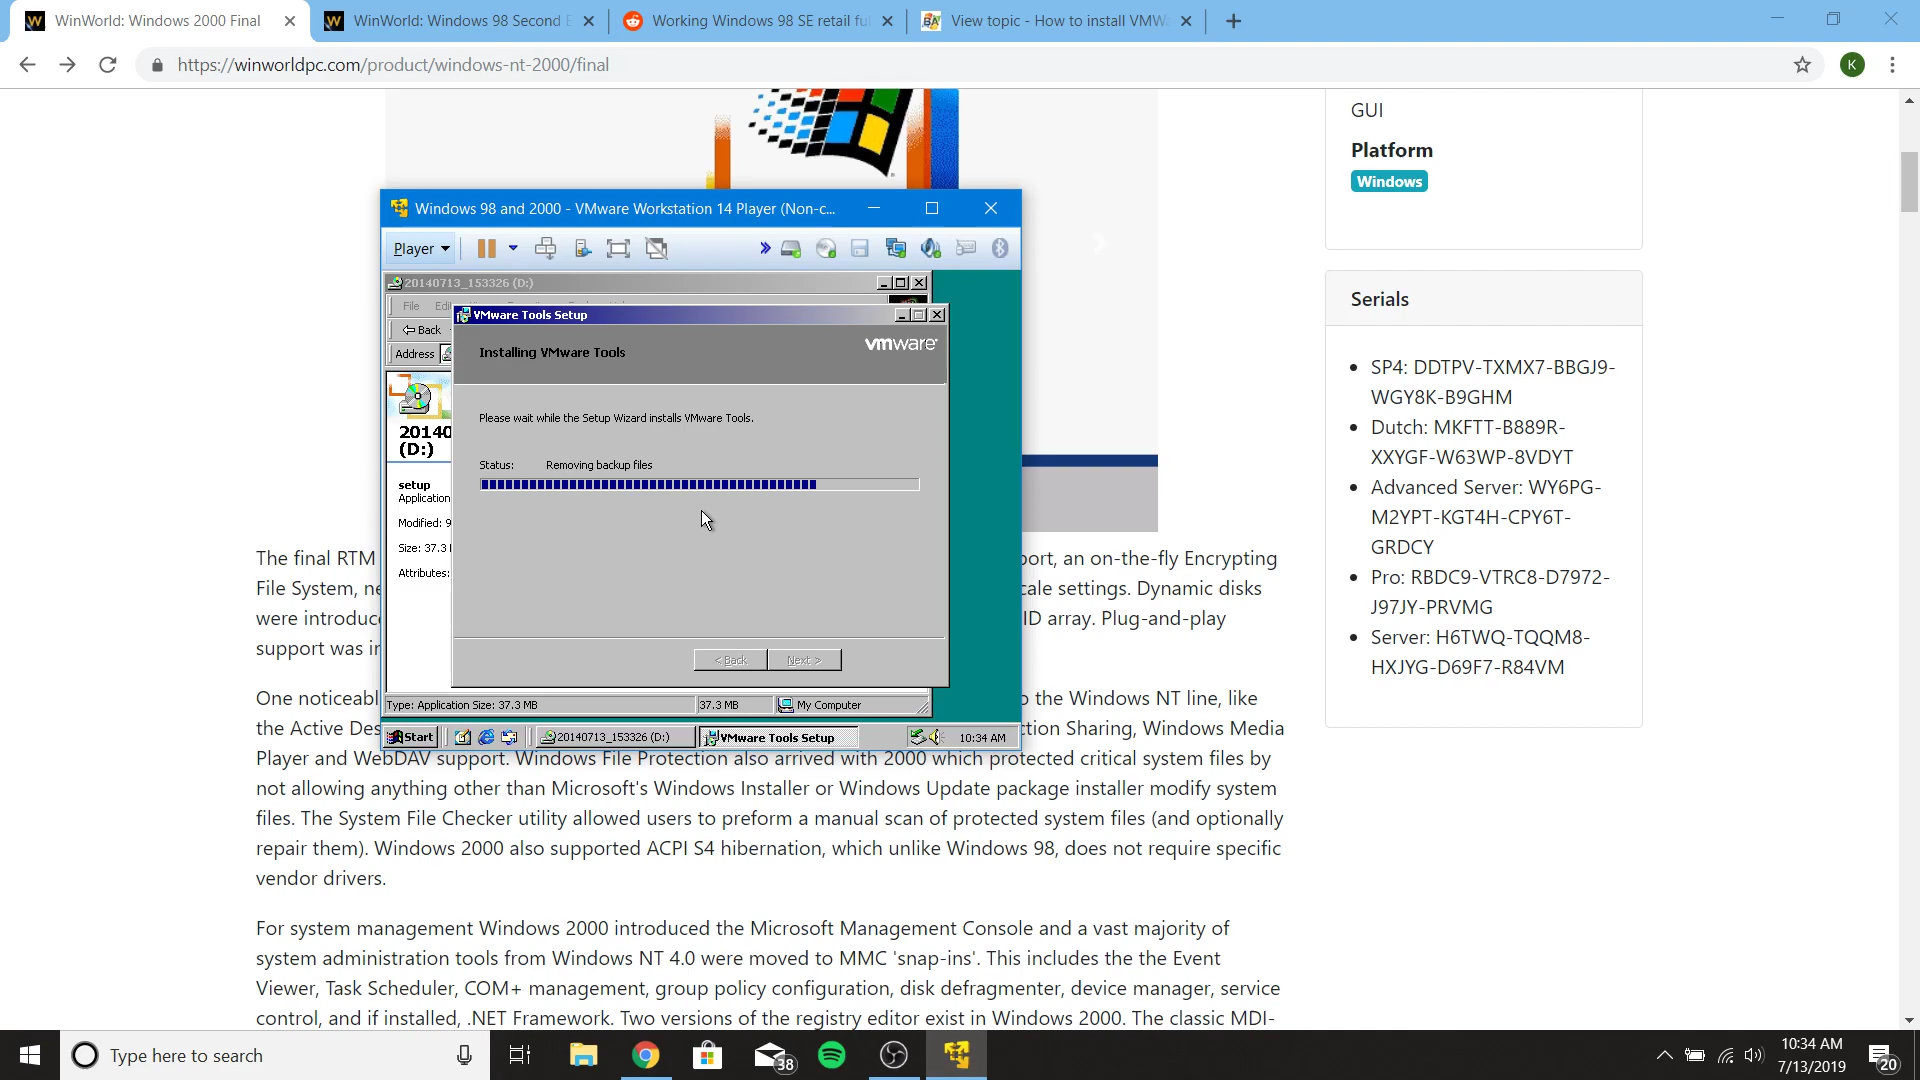 WinWorld: Windows 2000 Final
WinWorld: Windows 98 Second E
Working Windows 98 SE retail fu
View topic - How to install VMWa
https://winworldpc.com/product/windows-nt-2000/final
K
GUI
Platform
Windows
Serials
SP4: DDTPV-TXMX7-BBGJ9-
WGY8K-B9GHM
Dutch: MKFTT-B889R-
XXYGF-W63WP-8VDYT
Advanced Server: WY6PG-
M2YPT-KGT4H-CPY6T-
GRDCY
Pro: RBDC9-VTRC8-D7972-
J97JY-PRVMG
Server: H6TWQ-TQQM8-
HXJYG-D69F7-R84VM
Windows 98 and 2000 - VMware Workstation 14 Player (Non-c...
Player
20140713_153326 (D:)
File Edi
Back
Address
VMware Tools Setup
Installing VMware Tools
vmware
Please wait while the Setup Wizard installs VMware Tools.
Status: Removing backup files
< Back Next >
20140
(D:)
setup
Application
Modified: 9
Size: 37.3
Attributes:
Type: Application Size: 37.3 MB 37.3 MB My Computer
Start 20140713_153326 (D:) VMware Tools Setup 10:34 AM
The final RTM port, an on-the-fly Encrypting
File System, ne cale settings. Dynamic disks
were introduc ID array. Plug-and-play
support was in
One noticeabl o the Windows NT line, like
the Active Des ction Sharing, Windows Media
Player and WebDAV support. Windows File Protection also arrived with 2000 which protected critical system files by
not allowing anything other than Microsoft's Windows Installer or Windows Update package installer modify system
files. The System File Checker utility allowed users to preform a manual scan of protected system files (and optionally
repair them). Windows 2000 also supported ACPI S4 hibernation, which unlike Windows 98, does not require specific
vendor drivers.
For system management Windows 2000 introduced the Microsoft Management Console and a vast majority of
system administration tools from Windows NT 4.0 were moved to MMC 'snap-ins'. This includes the the Event
Viewer, Task Scheduler, COM+ management, group policy configuration, disk defragmenter, device manager, service
control, and if installed, .NET Framework. Two versions of the registry editor exist in Windows 2000. The classic MDI-
Type here to search
38
10:34 AM
7/13/2019
20